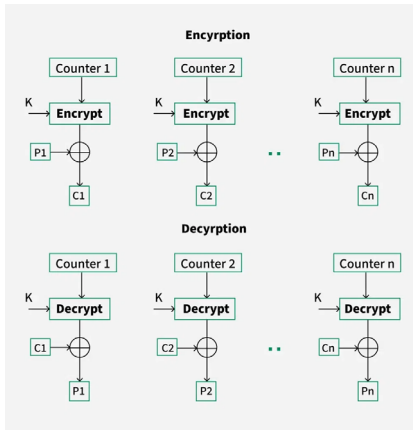 Encyrption
Counter 1 Counter 2 Counter n
K K K
Encrypt Encrypt Encrypt
P1 P2 .. Pn
C1 C2 Cn
Decyrption
Counter 1 Counter 2 Counter n
K K K
Decrypt Decrypt Decrypt
C1 C2 .. Cn
P1 P2 Pn